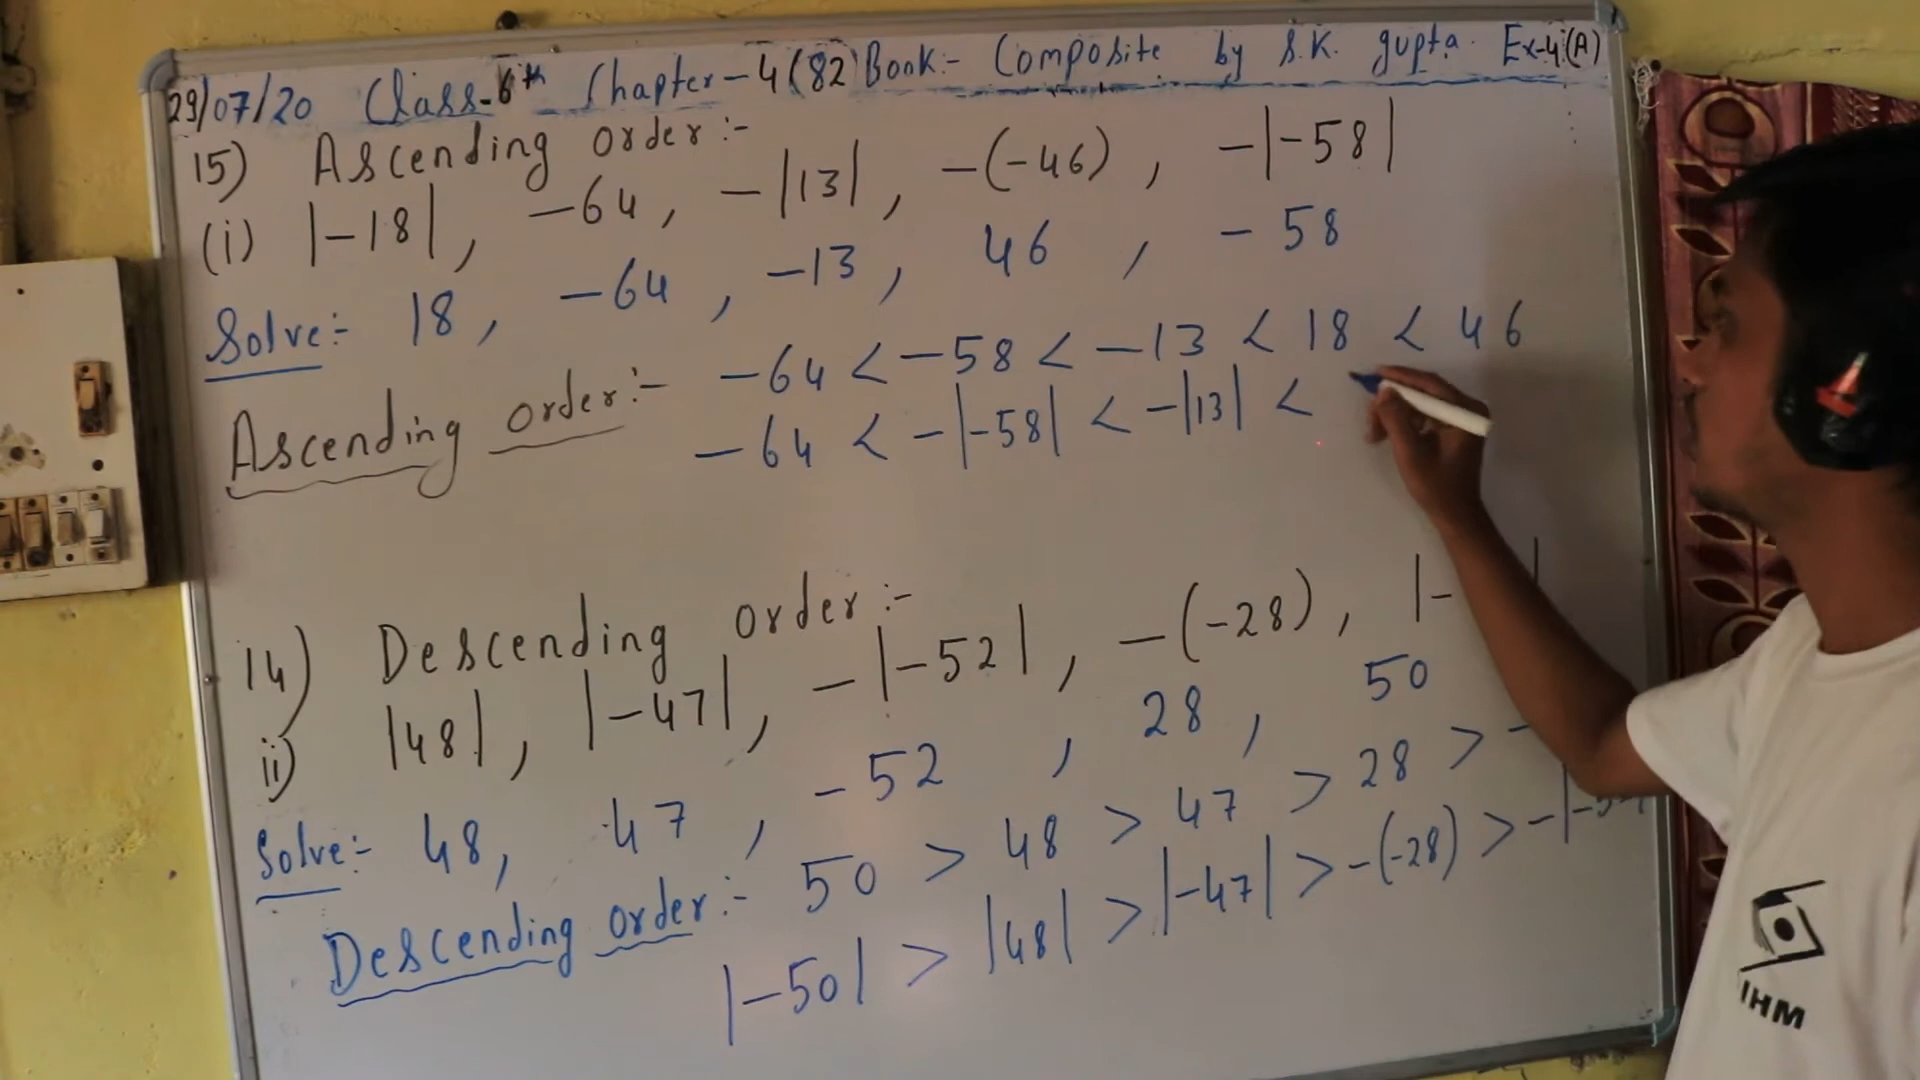 29/07/20 Class-6th Chapter-4(82) Book:- Composite by S.K. gupta. Ex-4(A)
15) Ascending order:-
(i) |-18|, -64, -|13|, -(-46), -|-58|
Solve:- 18, -64, -13, 46, -58
Ascending order:- -64 < -58 < -13 < 18 < 46
-64 < -|-58| < -|13| <
14) Descending order:-
ii) |48|, |-47|, -|-52|, -(-28), |-
Solve:- 48, 47, -52, 28, 50
Descending order:- 50 > 48 > 47 > 28 > -
|-50| > |48| > |-47| > -(-28) > -|-5
IHM